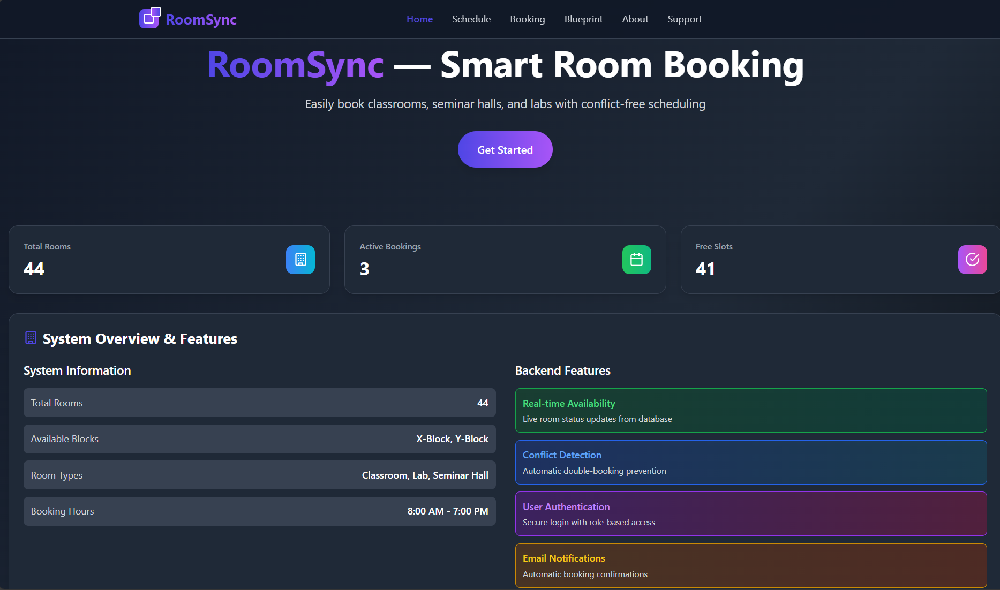 RoomSync
Home Schedule Booking Blueprint About Support
RoomSync — Smart Room Booking
Easily book classrooms, seminar halls, and labs with conflict-free scheduling
Get Started
Total Rooms
44
Active Bookings
3
Free Slots
41
System Overview & Features
System Information
Total Rooms 44
Available Blocks X-Block, Y-Block
Room Types Classroom, Lab, Seminar Hall
Booking Hours 8:00 AM - 7:00 PM
Backend Features
Real-time Availability
Live room status updates from database
Conflict Detection
Automatic double-booking prevention
User Authentication
Secure login with role-based access
Email Notifications
Automatic booking confirmations